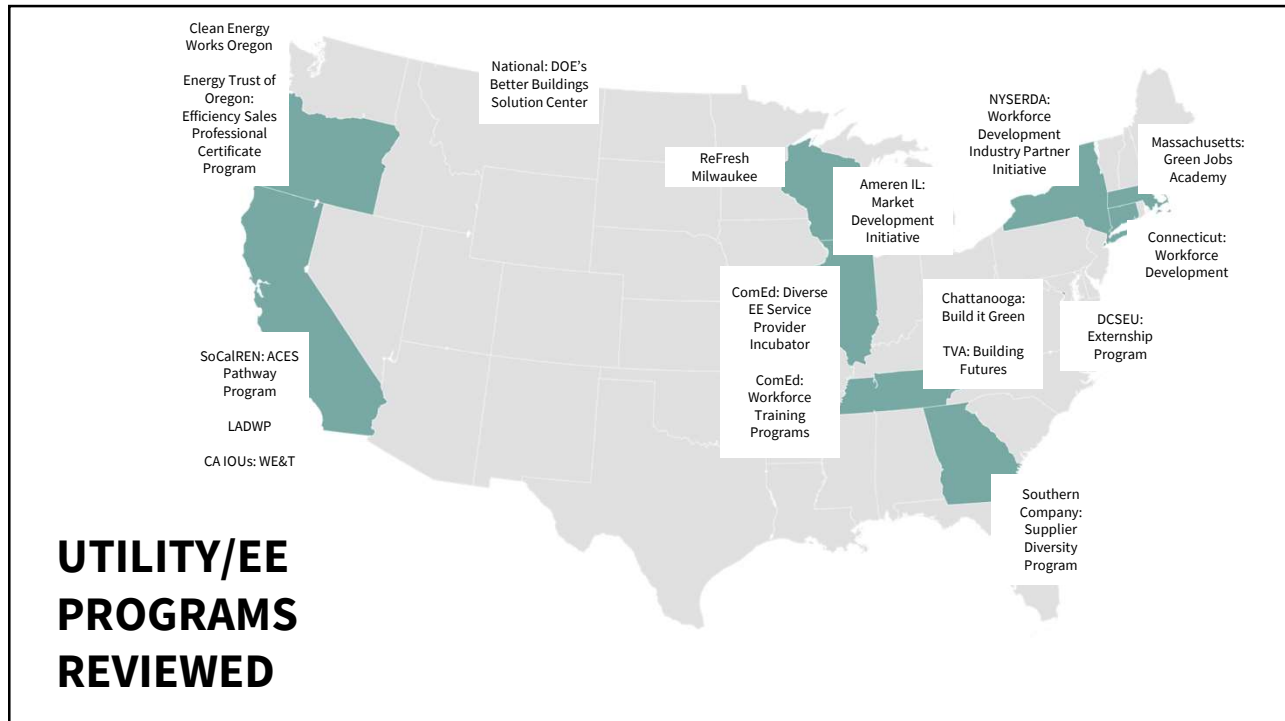 Clean Energy
Works Oregon
Energy Trust of
Oregon:
Efficiency Sales
Professional
Certificate
Program
National: DOE's
Better Buildings
Solution Center
ReFresh
Milwaukee
Ameren IL:
Market
Development
Initiative
NYSERDA:
Workforce
Development
Industry Partner
Initiative
Massachusetts:
Green Jobs
Academy
Connecticut:
Workforce
Development
ComEd: Diverse
EE Service
Provider
Incubator
ComEd:
Workforce
Training
Programs
Chattanooga:
Build it Green
TVA: Building
Futures
DCSEU:
Externship
Program
SoCalREN: ACES
Pathway
Program
LADWP
CA IOUs: WE&T
Southern
Company:
Supplier
Diversity
Program
UTILITY/EE
PROGRAMS
REVIEWED